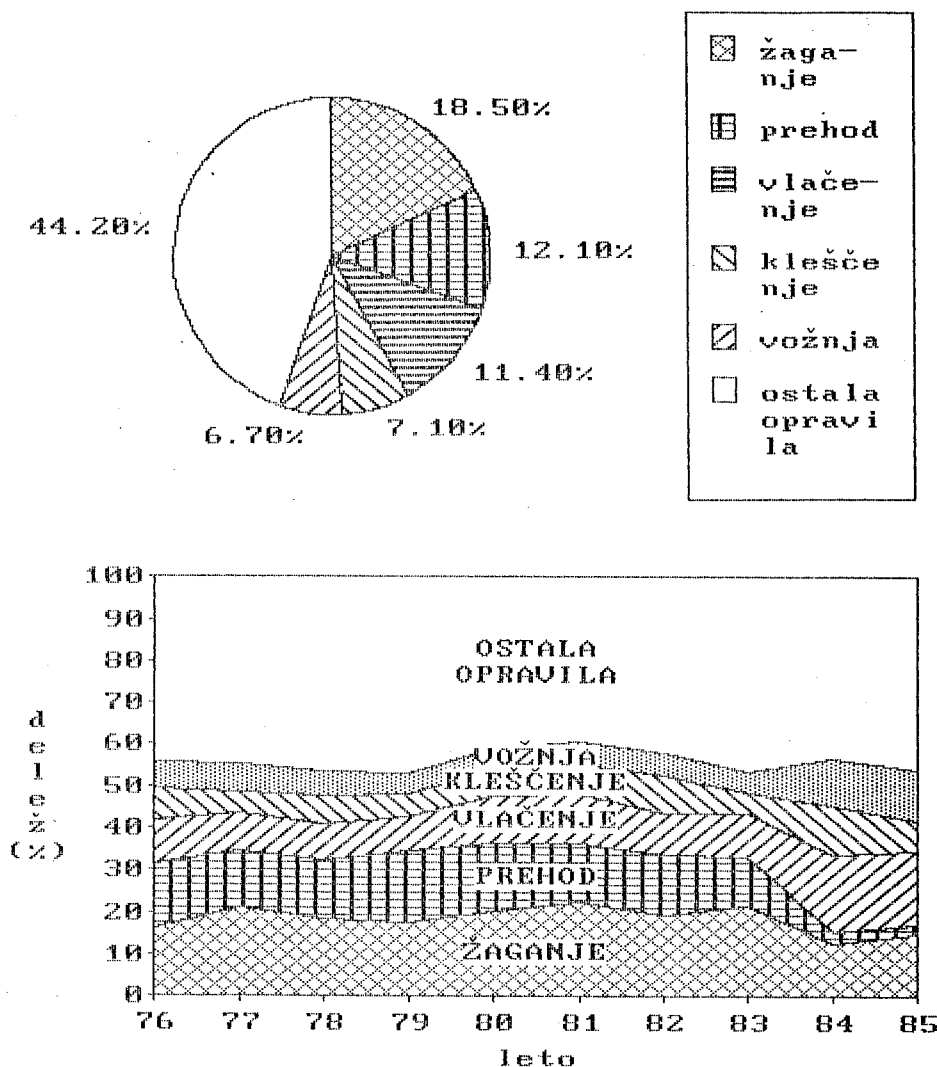 18.50%
44.20%
12.10%
11.40%
7.10%
6.70%
žaga-
nje
prehod
vlače-
nje
klešče
nje
vožnja
ostala
opravi
la
100
90
80
70
60
50
40
30
20
10
0
delež
(%)
OSTALA
OPRAVILA
VOŽNJA
KLEŠČENJE
VLAČENJE
PREHOD
ŽAGANJE
76 77 78 79 80 81 82 83 84 85
leto